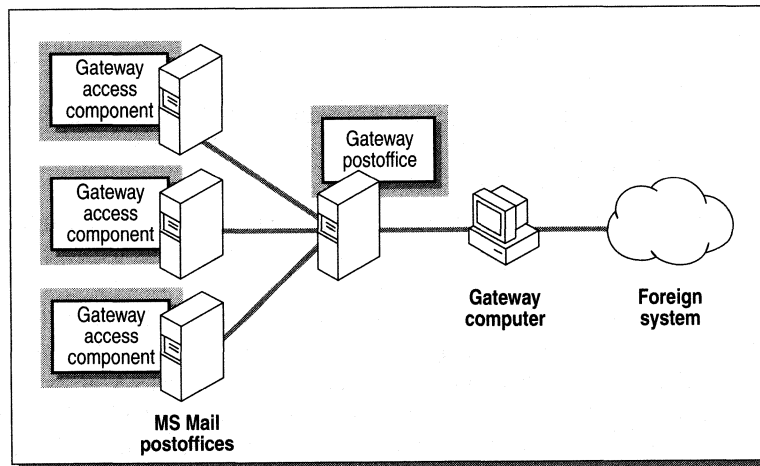 Gateway
access
component
Gateway
postoffice
Gateway
access
component
Gateway
access
component
Gateway
computer
Foreign
system
MS Mail
postoffices